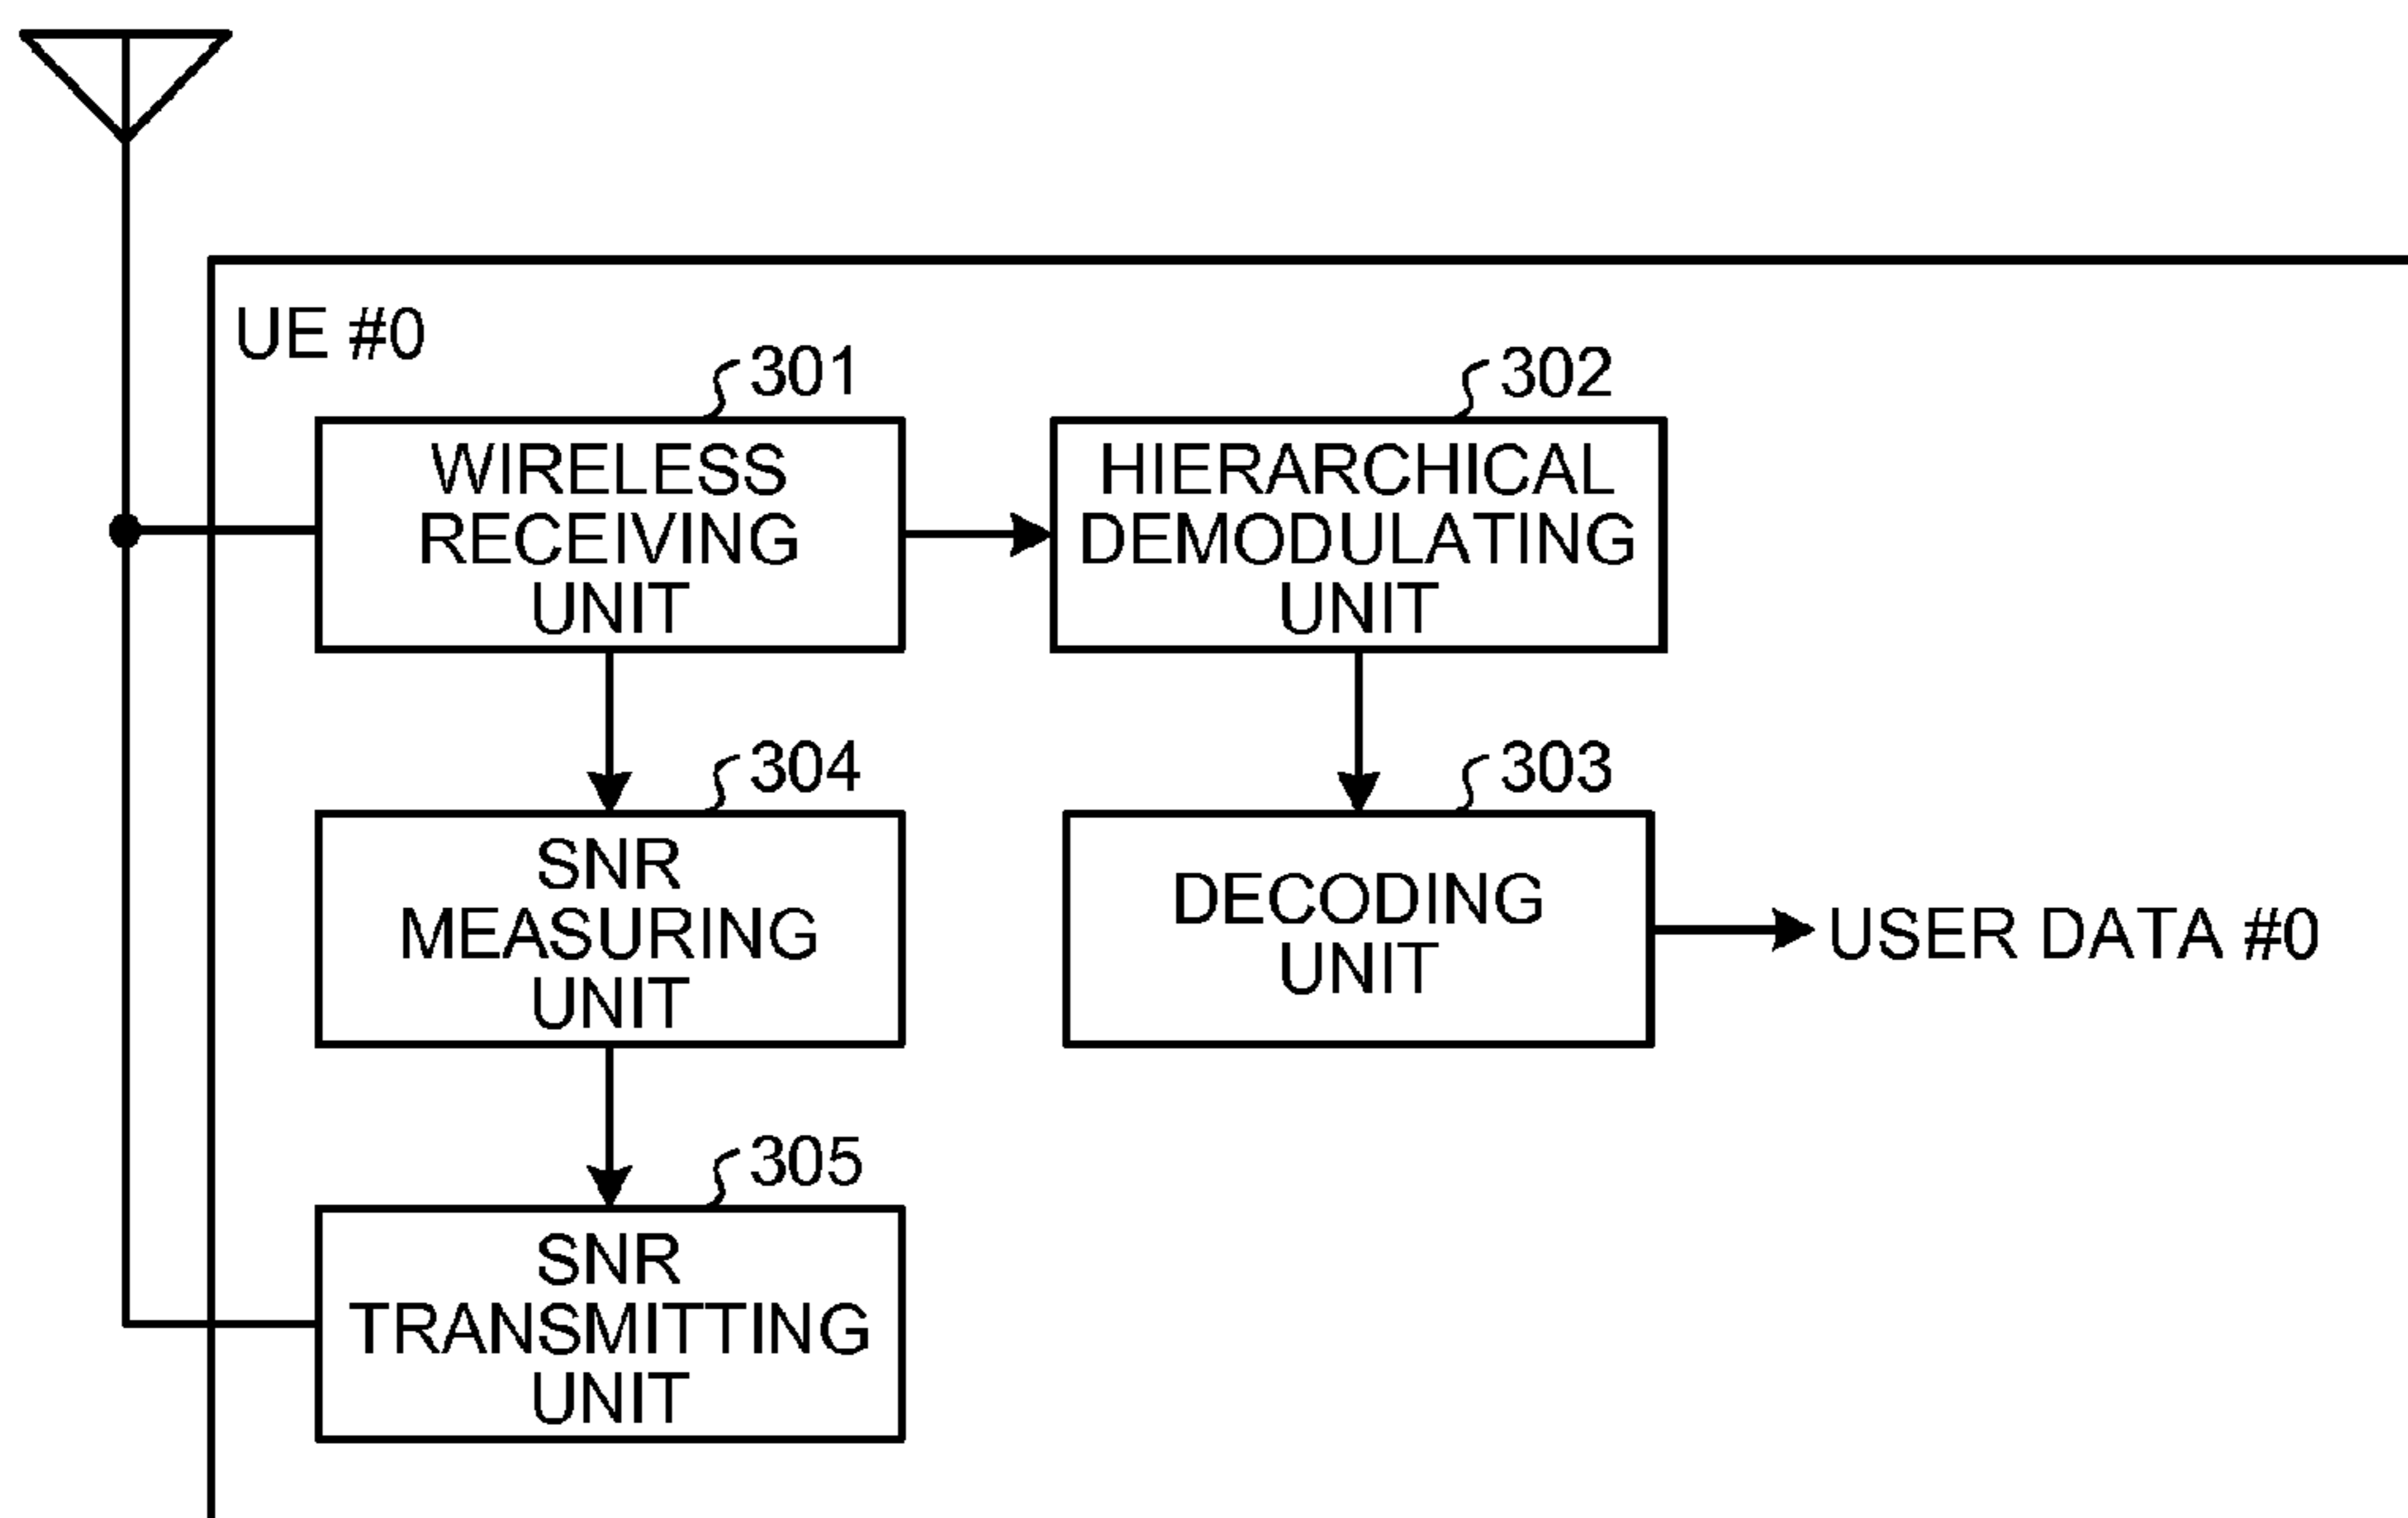 UE #0
301
WIRELESS
RECEIVING
UNIT
302
HIERARCHICAL
DEMODULATING
UNIT
304
SNR
MEASURING
UNIT
303
DECODING
UNIT
USER DATA #0
305
SNR
TRANSMITTING
UNIT